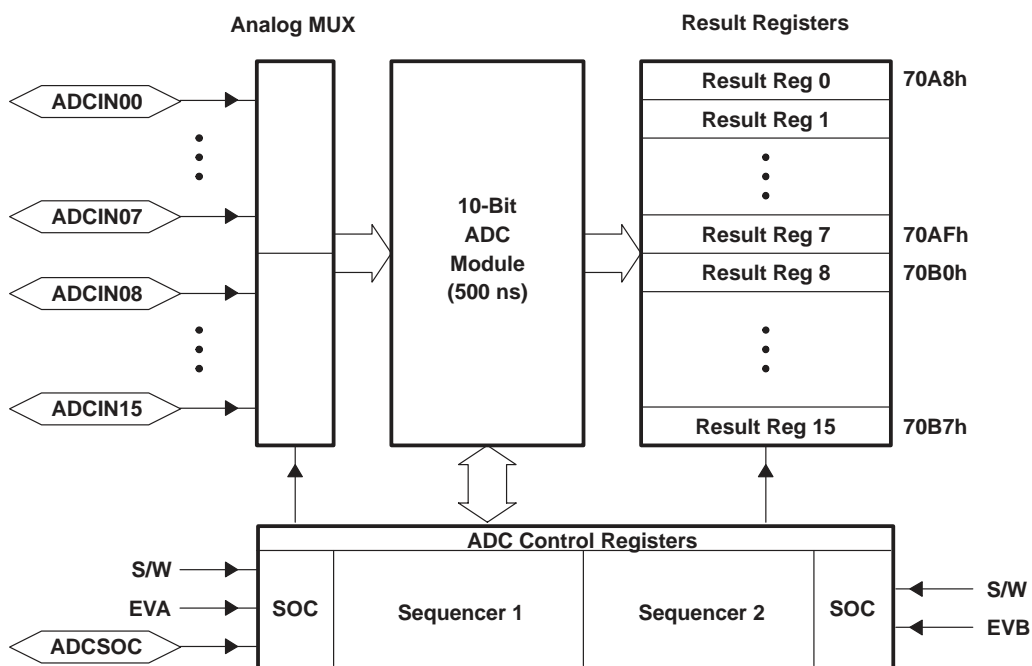 Analog MUX
Result Registers
ADCIN00
ADCIN07
ADCIN08
ADCIN15
10-Bit
ADC
Module
(500 ns)
Result Reg 0
70A8h
Result Reg 1
Result Reg 7
70AFh
Result Reg 8
70B0h
Result Reg 15
70B7h
ADC Control Registers
S/W
EVA
ADCSOC
SOC
Sequencer 1
Sequencer 2
SOC
S/W
EVB